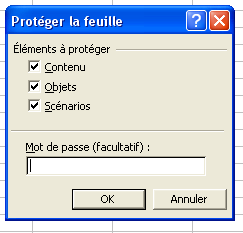 Protéger la feuille
Éléments à protéger
Contenu
Objets
Scénarios
Mot de passe (facultatif) :
OK Annuler